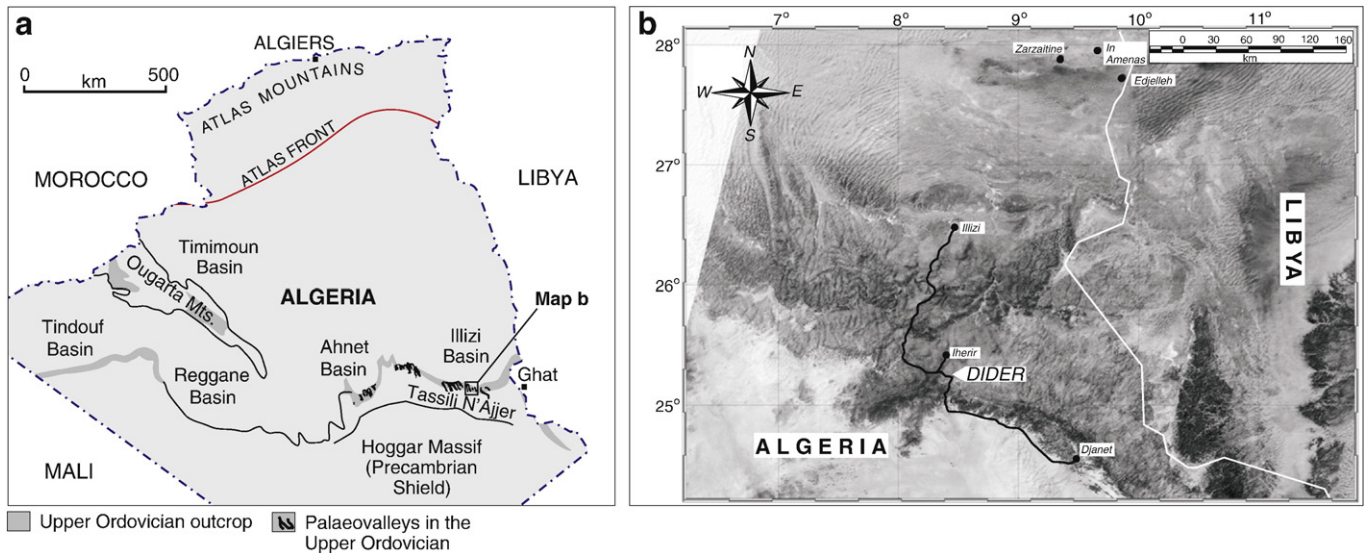 a
ALGIERS
0 500
km
ATLAS MOUNTAINS
ATLAS FRONT
MOROCCO
LIBYA
Timimoun
Basin
Ougarta Mts.
ALGERIA
Map b
Tindouf
Basin
Ahnet
Basin
Illizi
Basin
Reggane
Basin
Ghat
Tassili N'Ajjer
Hoggar Massif
(Precambrian
Shield)
MALI
Upper Ordovician outcrop
Palaeovalleys in the
Upper Ordovician
b
7° 8° 9° 10° 11°
28°
27°
26°
25°
N
W E
S
Zarzaitine
In
Amenas
Edjelleh
0 30 60 90 120 160
km
Illizi
LIBYA
Iherir
DIDER
ALGERIA
Djanet